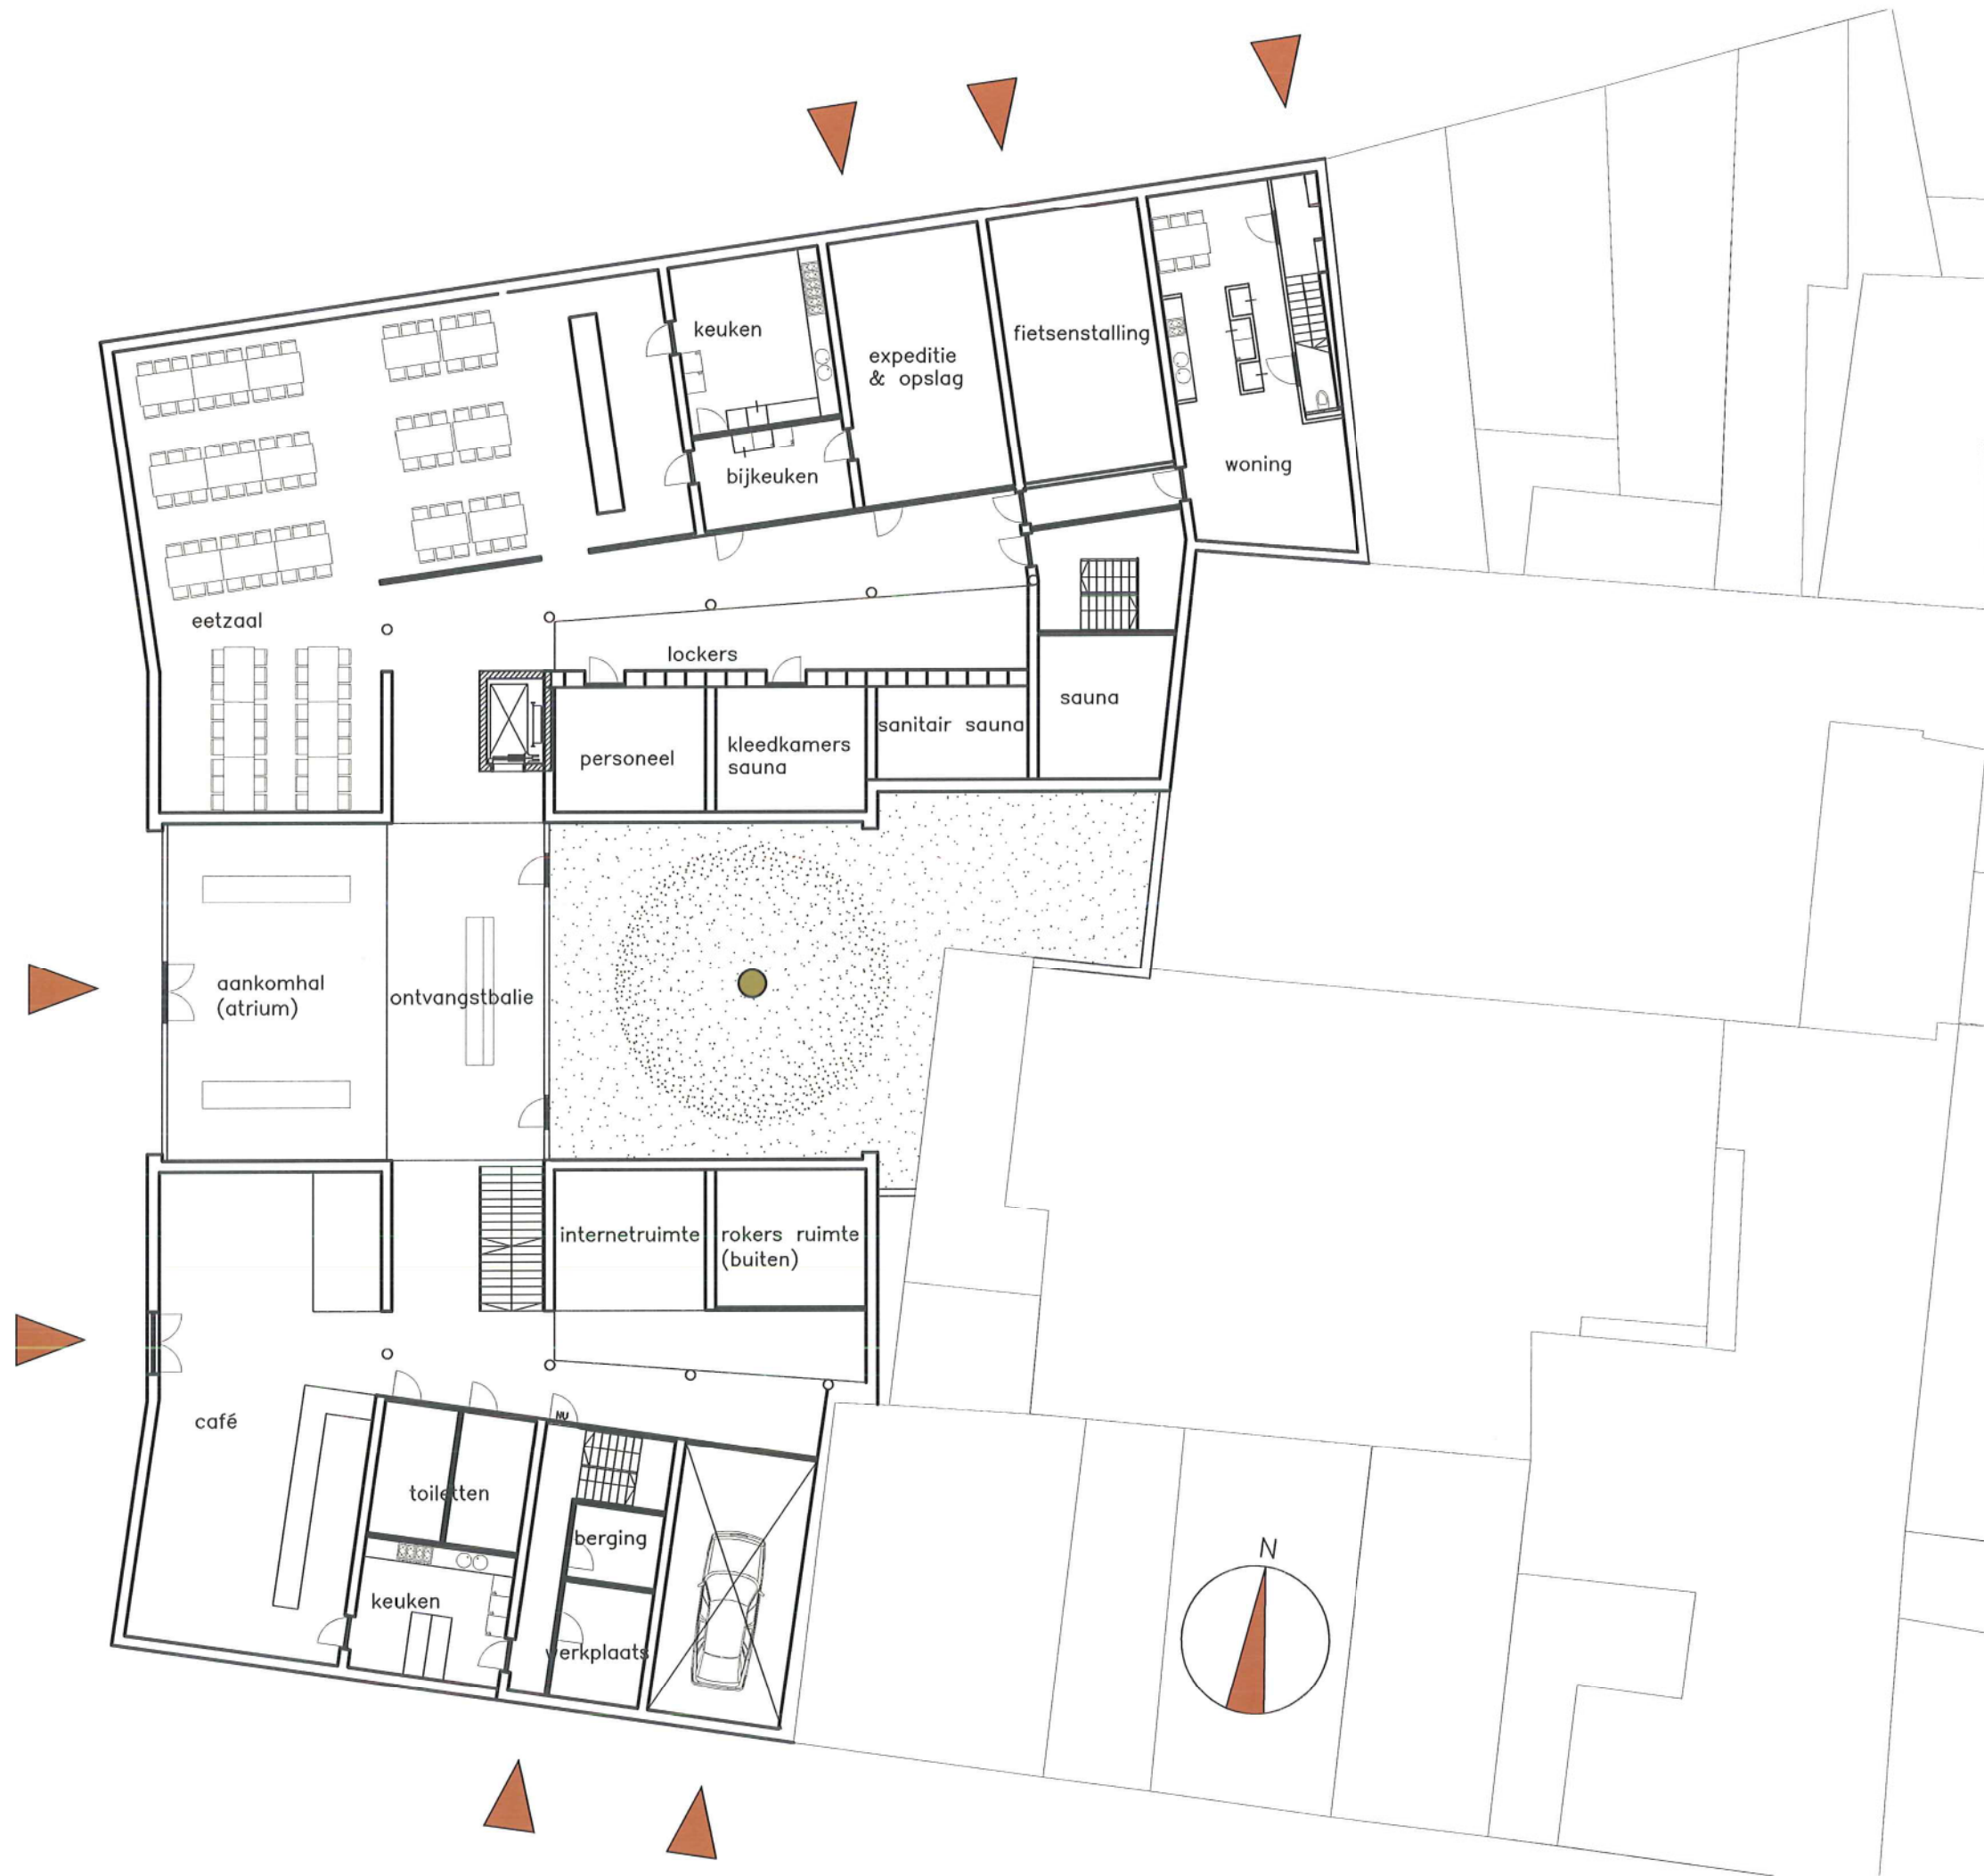 keuken
expeditie
& opslag
fietsenstalling
bijkeuken
woning
eetzaal
lockers
personeel
kleedkamers
sauna
sanitair sauna
sauna
aankomhal
(atrium)
ontvangstbalie
internetruimte
rokers ruimte
(buiten)
café
NU
toiletten
berging
keuken
werkplaats
N